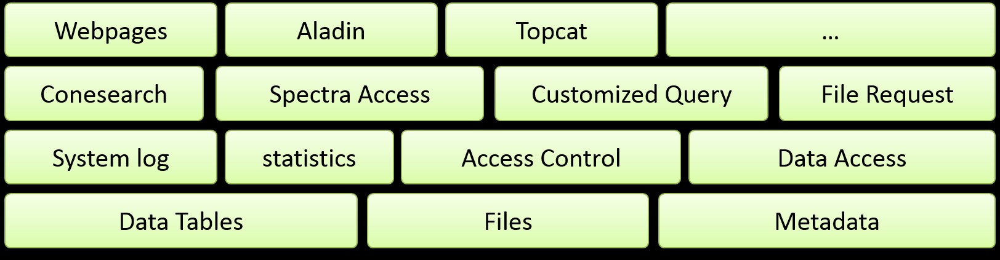 Webpages Aladin Topcat ...
Conesearch Spectra Access Customized Query File Request
System log statistics Access Control Data Access
Data Tables Files Metadata